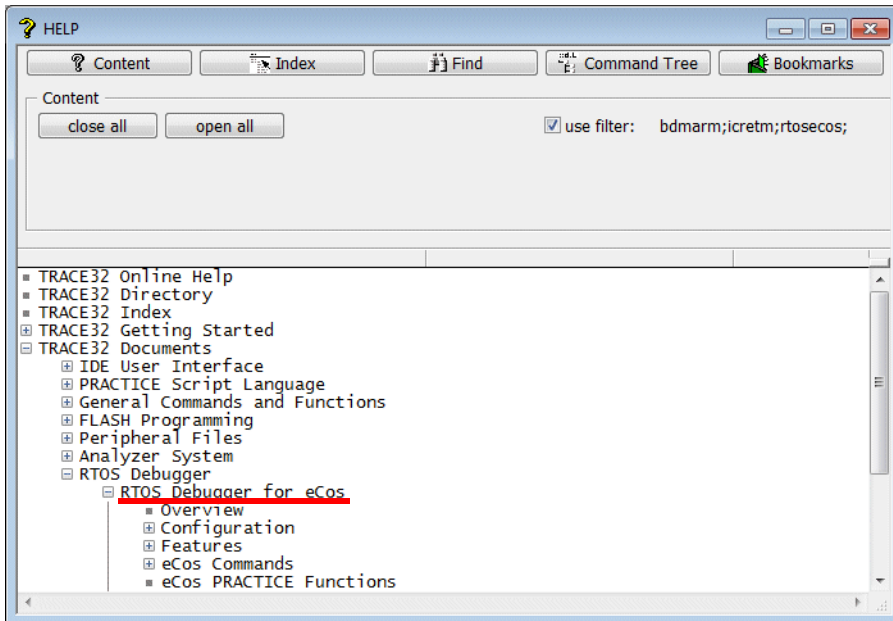 HELP
Content Index Find Command Tree Bookmarks
Content
close all open all use filter: bdmarm;icretm;rtosecos;
TRACE32 Online Help
TRACE32 Directory
TRACE32 Index
TRACE32 Getting Started
TRACE32 Documents
IDE User Interface
PRACTICE Script Language
General Commands and Functions
FLASH Programming
Peripheral Files
Analyzer System
RTOS Debugger
RTOS Debugger for eCos
Overview
Configuration
Features
eCos Commands
eCos PRACTICE Functions